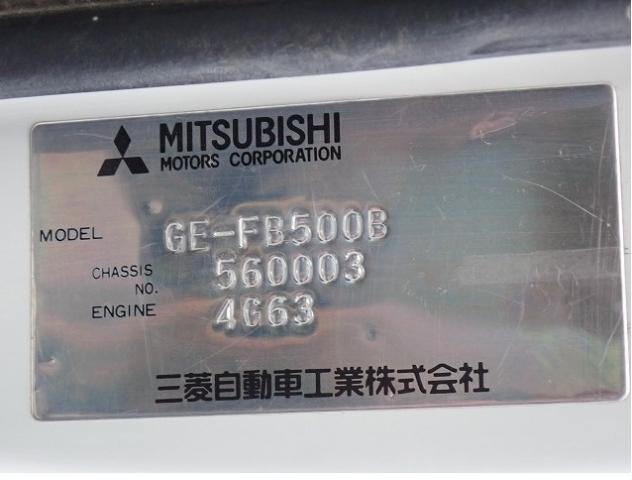 MITSUBISHI
MOTORS CORPORATION
MODEL GE-FB500B
CHASSIS NO. 560003
ENGINE 4G63
三菱自動車工業株式会社